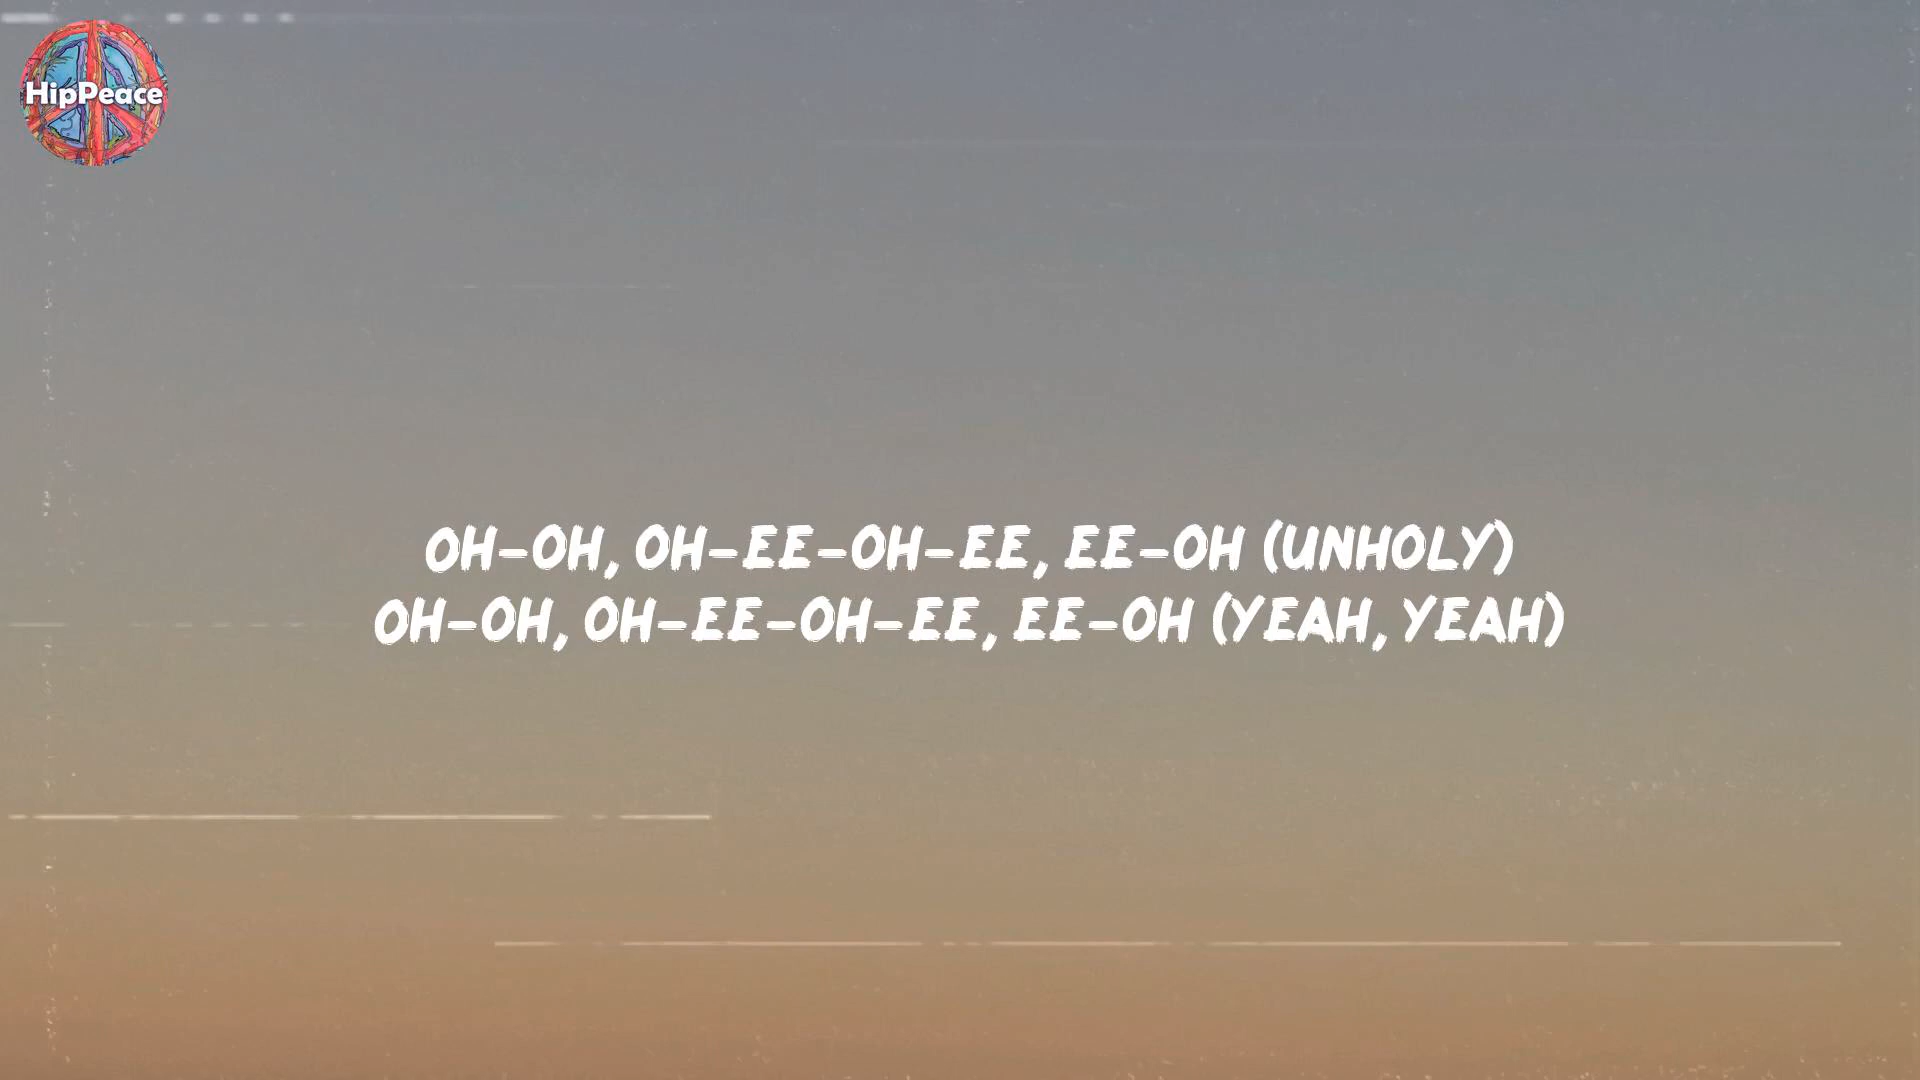 HipPeace
OH-OH, OH-EE-OH-EE, EE-OH (UNHOLY)
OH-OH, OH-EE-OH-EE, EE-OH (YEAH, YEAH)